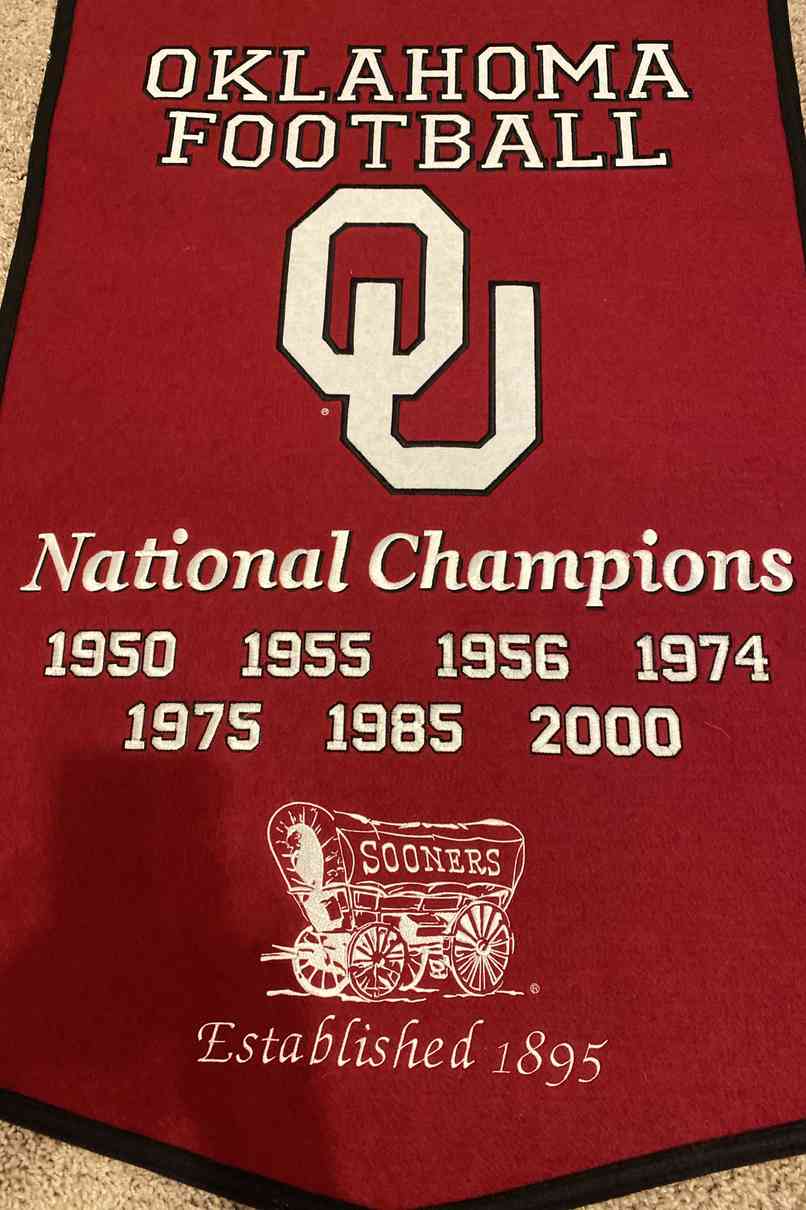 OKLAHOMA
FOOTBALL
OU
®
National Champions
1950 1955 1956 1974
1975 1985 2000
SOONERS
®
Established 1895